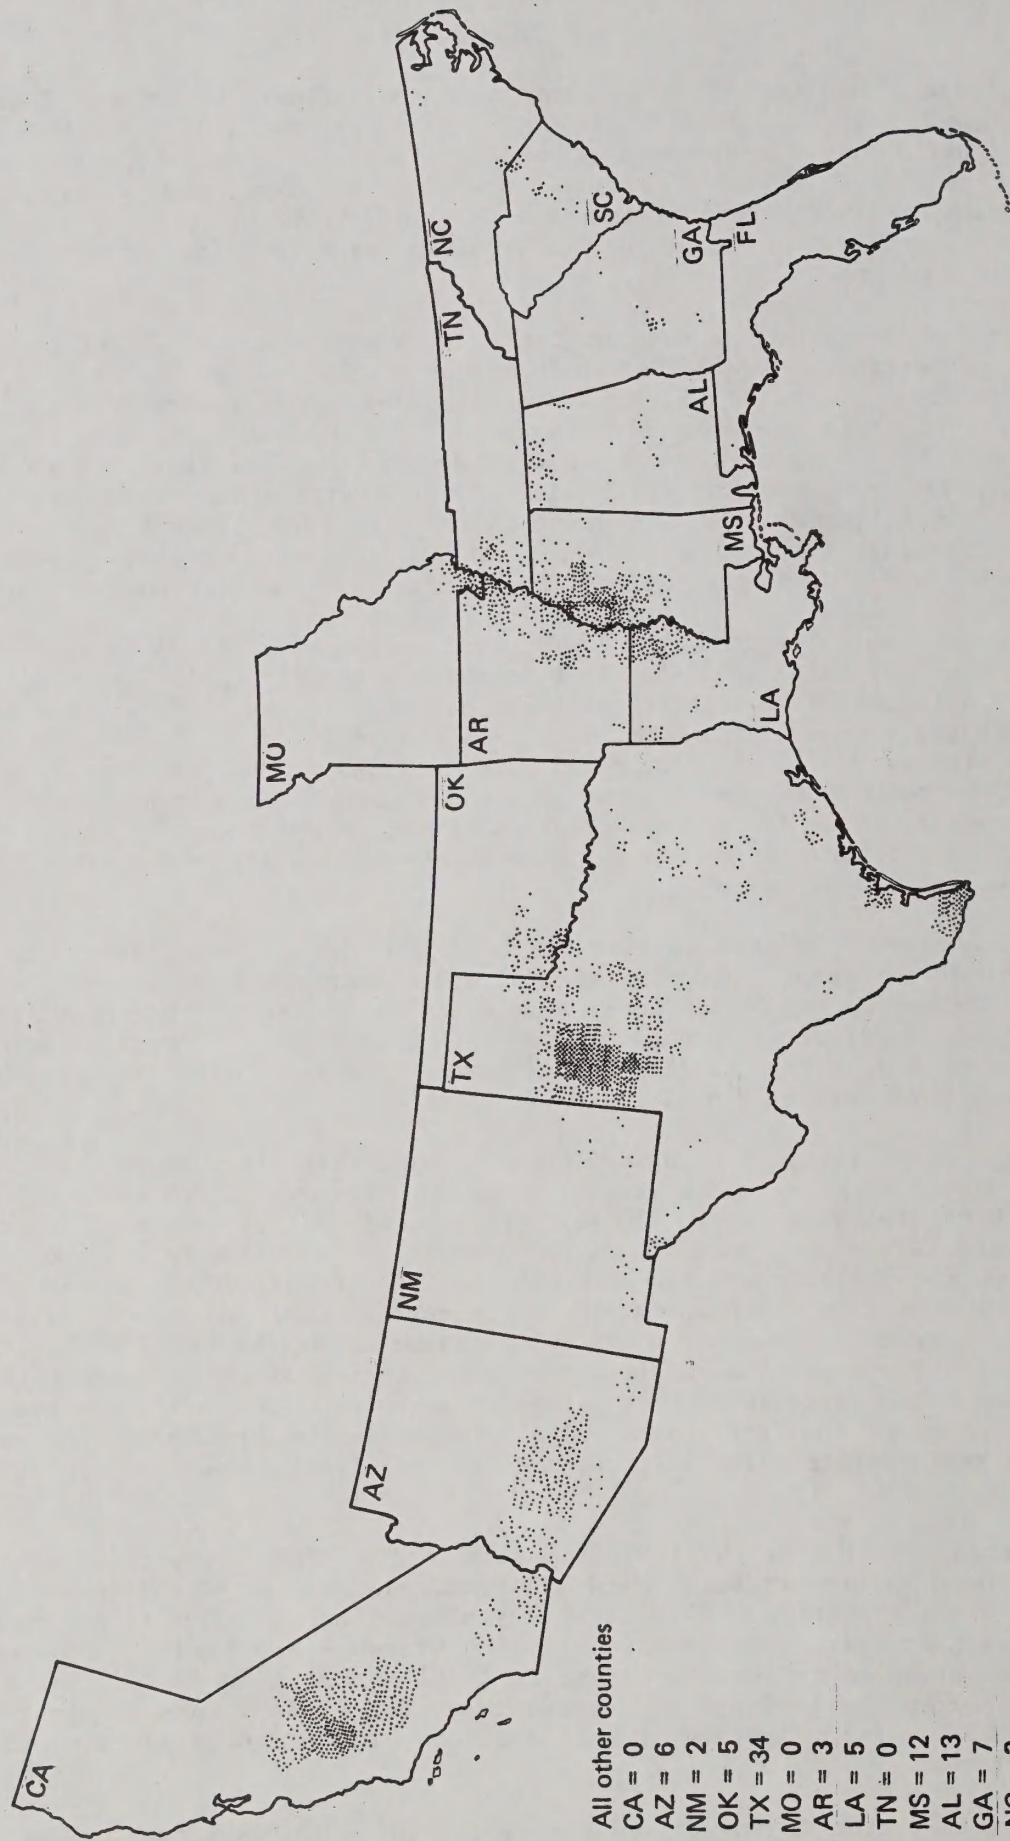 CA
AZ
NM
TX
OK
MO
AR
LA
TN
MS
AL
NC
SC
GA
FL
All other counties
CA = 0
AZ = 6
NM = 2
OK = 5
TX = 34
MO = 0
AR = 3
LA = 5
TN = 0
MS = 12
AL = 13
GA = 7